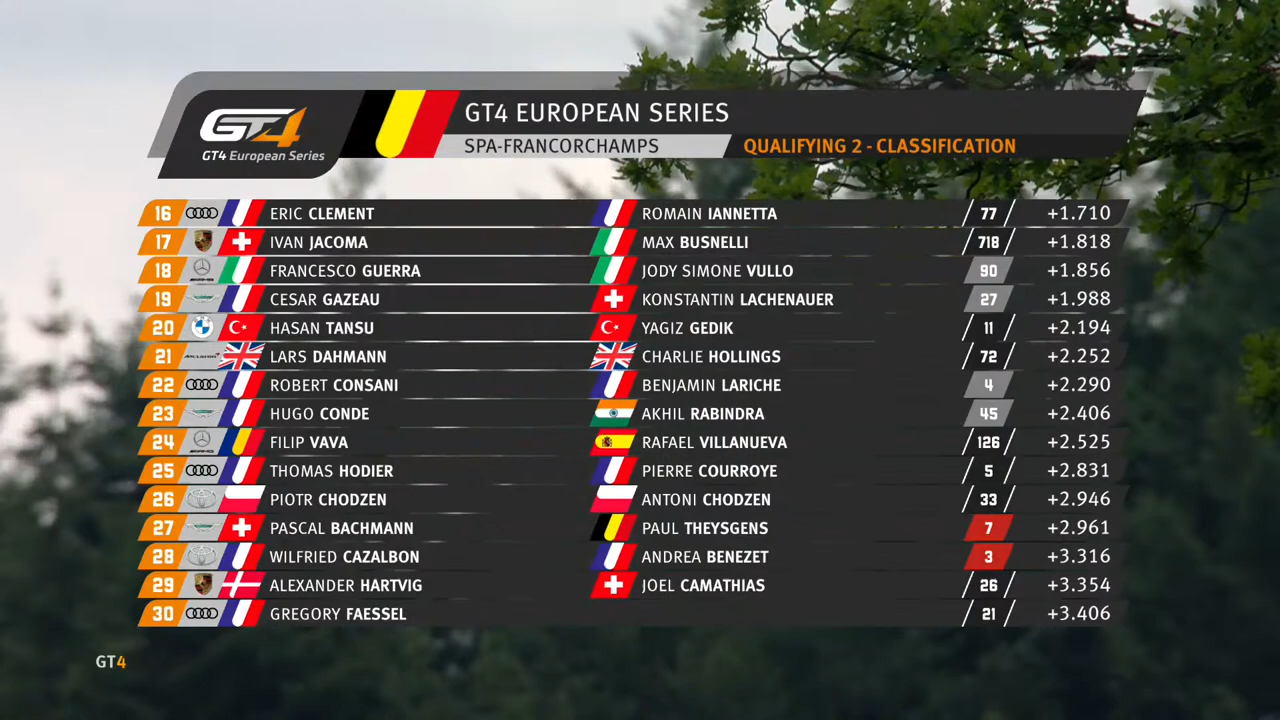 GT4 EUROPEAN SERIES
GT4 European Series
SPA-FRANCORCHAMPS QUALIFYING 2 - CLASSIFICATION
16 ERIC CLEMENT ROMAIN IANNETTA 77 +1.710
17 IVAN JACOMA MAX BUSNELLI 718 +1.818
18 FRANCESCO GUERRA JODY SIMONE VULLO 90 +1.856
19 CESAR GAZEAU KONSTANTIN LACHENAUER 27 +1.988
20 HASAN TANSU YAGIZ GEDIK 11 +2.194
21 LARS DAHMANN CHARLIE HOLLINGS 72 +2.252
22 ROBERT CONSANI BENJAMIN LARICHE 4 +2.290
23 HUGO CONDE AKHIL RABINDRA 45 +2.406
24 FILIP VAVA RAFAEL VILLANUEVA 126 +2.525
25 THOMAS HODIER PIERRE COURROYE 5 +2.831
26 PIOTR CHODZEN ANTONI CHODZEN 33 +2.946
27 PASCAL BACHMANN PAUL THEYSGENS 7 +2.961
28 WILFRIED CAZALBON ANDREA BENEZET 3 +3.316
29 ALEXANDER HARTVIG JOEL CAMATHIAS 26 +3.354
30 GREGORY FAESSEL 21 +3.406
GT4